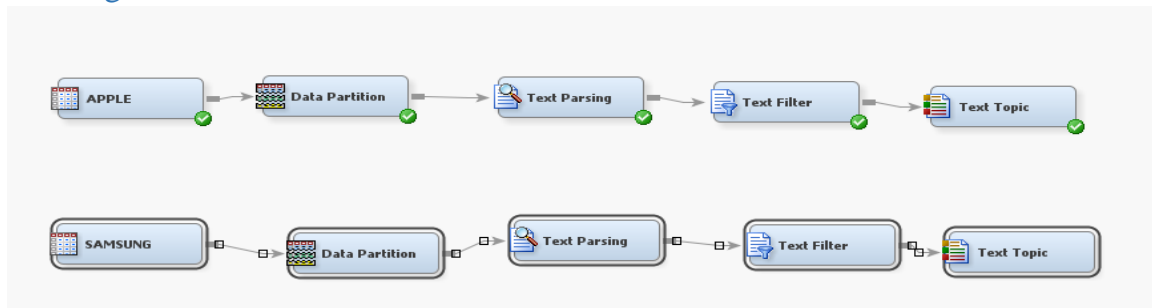 APPLE
Data Partition
Text Parsing
Text Filter
Text Topic
SAMSUNG
Data Partition
Text Parsing
Text Filter
Text Topic